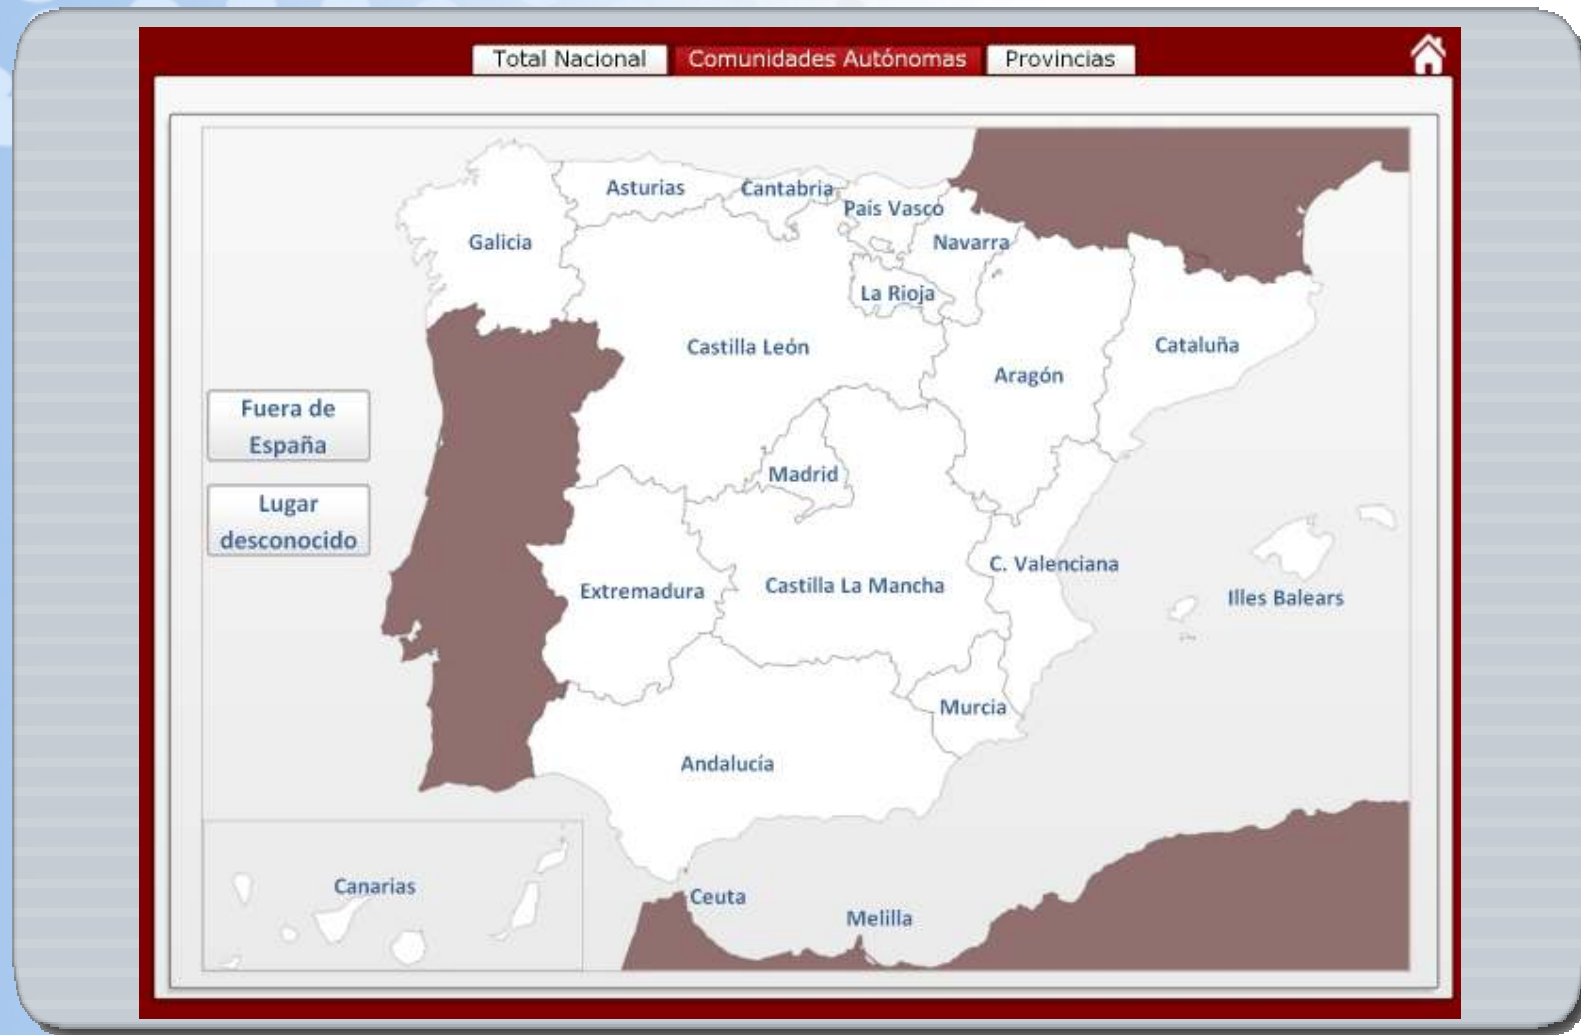 Total Nacional
Comunidades Autónomas
Provincias
Asturias
Cantabria
País Vasco
Galicia
Navarra
La Rioja
Castilla León
Cataluña
Aragón
Fuera de
España
Madrid
Lugar
desconocido
C. Valenciana
Extremadura
Castilla La Mancha
Illes Balears
Murcia
Andalucía
Canarias
Ceuta
Melilla